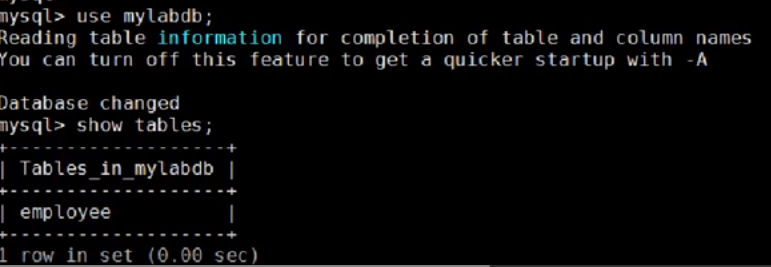 mysql> use mylabdb;
Reading table information for completion of table and column names
You can turn off this feature to get a quicker startup with -A
Database changed
mysql> show tables;
+-------------------+
| Tables_in_mylabdb |
+-------------------+
| employee          |
+-------------------+
1 row in set (0.00 sec)